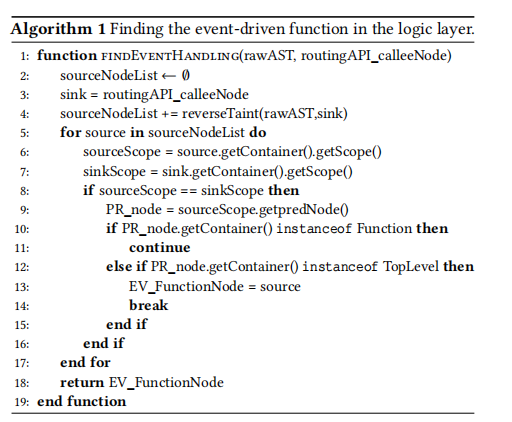 Algorithm 1 Finding the event-driven function in the logic layer.
1: function FINDEVENTHANDLING(rawAST, routingAPI_calleeNode)
2: sourceNodeList ← ∅
3: sink = routingAPI_calleeNode
4: sourceNodeList += reverseTaint(rawAST,sink)
5: for source in sourceNodeList do
6: sourceScope = source.getContainer().getScope()
7: sinkScope = sink.getContainer().getScope()
8: if sourceScope == sinkScope then
9: PR_node = sourceScope.getpredNode()
10: if PR_node.getContainer() instanceof Function then
11: continue
12: else if PR_node.getContainer() instanceof TopLevel then
13: EV_FunctionNode = source
14: break
15: end if
16: end if
17: end for
18: return EV_FunctionNode
19: end function